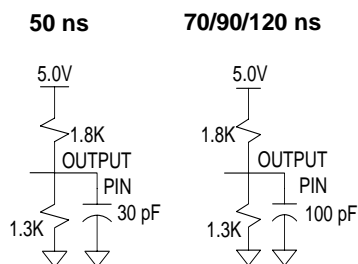 50 ns
5.0V
1.8K
OUTPUT
PIN
30 pF
1.3K
70/90/120 ns
5.0V
1.8K
OUTPUT
PIN
100 pF
1.3K